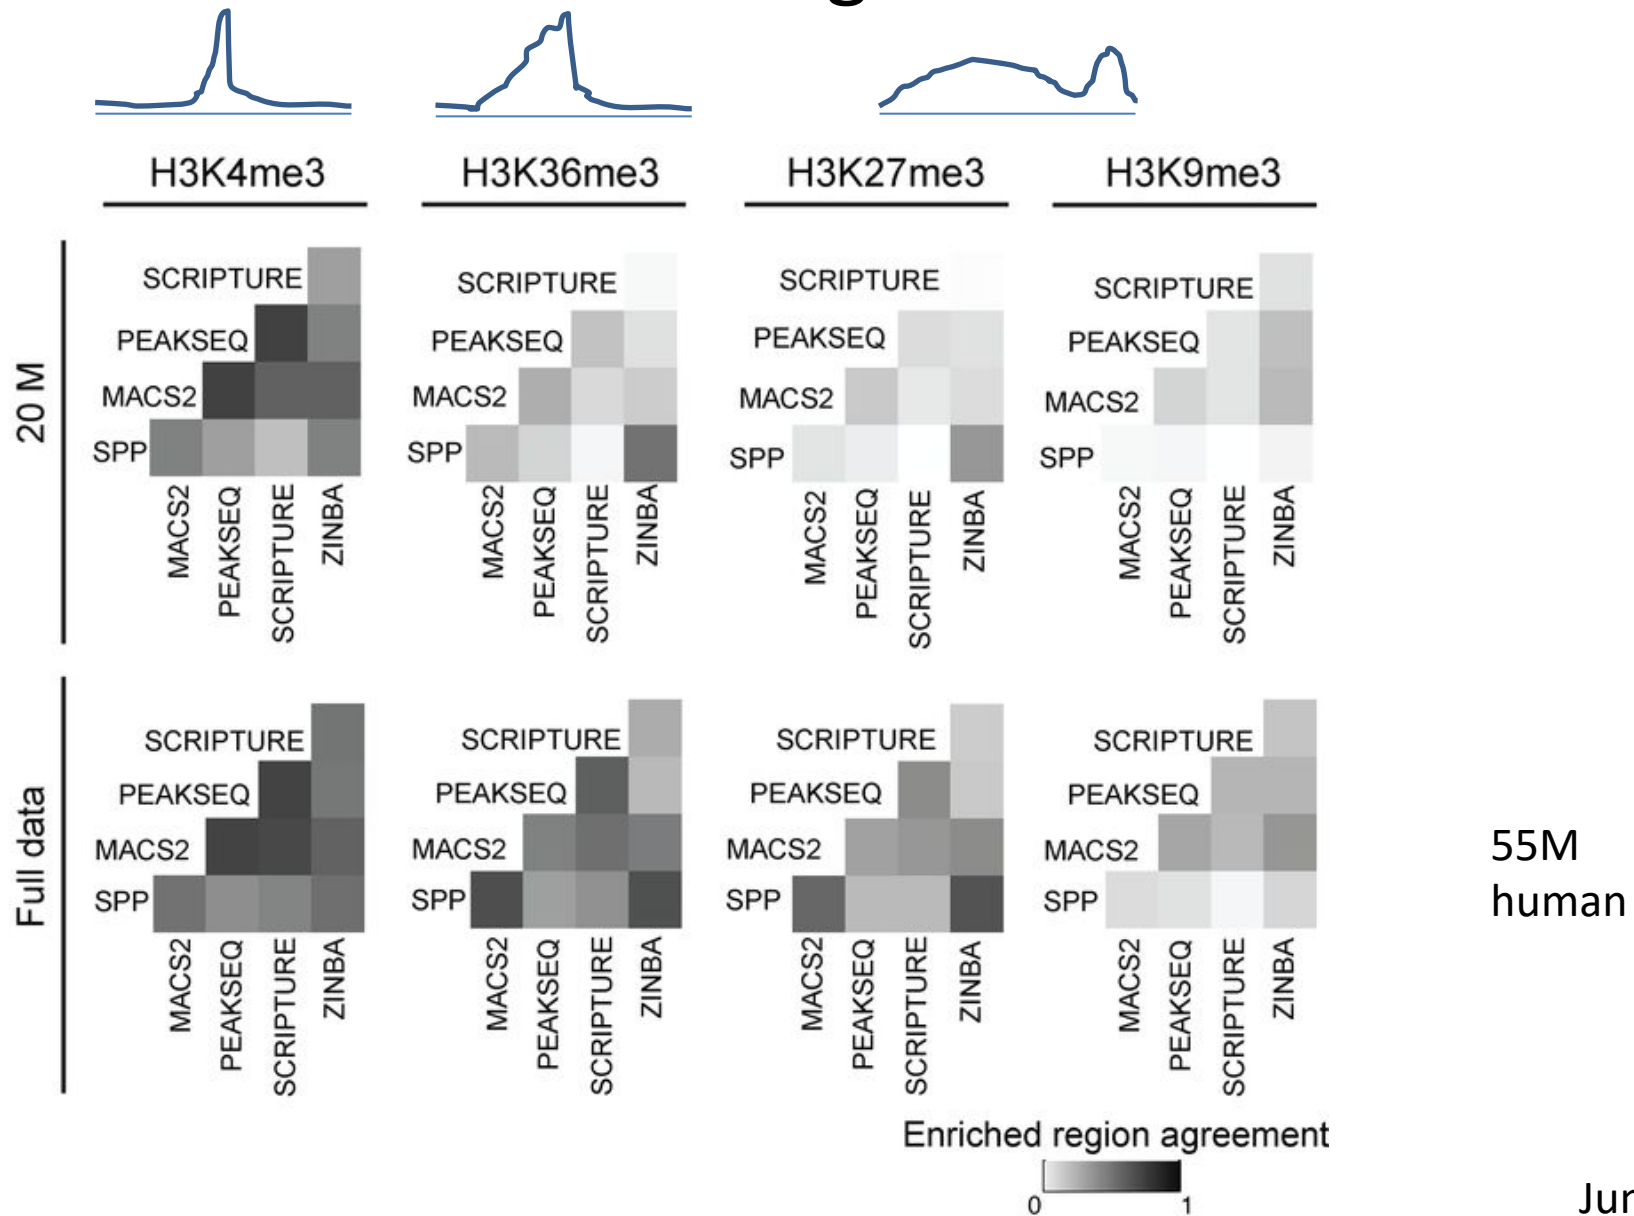 H3K4me3 H3K36me3 H3K27me3 H3K9me3
20 M
SCRIPTURE
PEAKSEQ
MACS2
SPP
MACS2
PEAKSEQ
SCRIPTURE
ZINBA
SCRIPTURE
PEAKSEQ
MACS2
SPP
MACS2
PEAKSEQ
SCRIPTURE
ZINBA
SCRIPTURE
PEAKSEQ
MACS2
SPP
MACS2
PEAKSEQ
SCRIPTURE
ZINBA
SCRIPTURE
PEAKSEQ
MACS2
SPP
MACS2
PEAKSEQ
SCRIPTURE
ZINBA
Full data
SCRIPTURE
PEAKSEQ
MACS2
SPP
MACS2
PEAKSEQ
SCRIPTURE
ZINBA
SCRIPTURE
PEAKSEQ
MACS2
SPP
MACS2
PEAKSEQ
SCRIPTURE
ZINBA
SCRIPTURE
PEAKSEQ
MACS2
SPP
MACS2
PEAKSEQ
SCRIPTURE
ZINBA
SCRIPTURE
PEAKSEQ
MACS2
SPP
MACS2
PEAKSEQ
SCRIPTURE
ZINBA
55M
human
Enriched region agreement
0 1